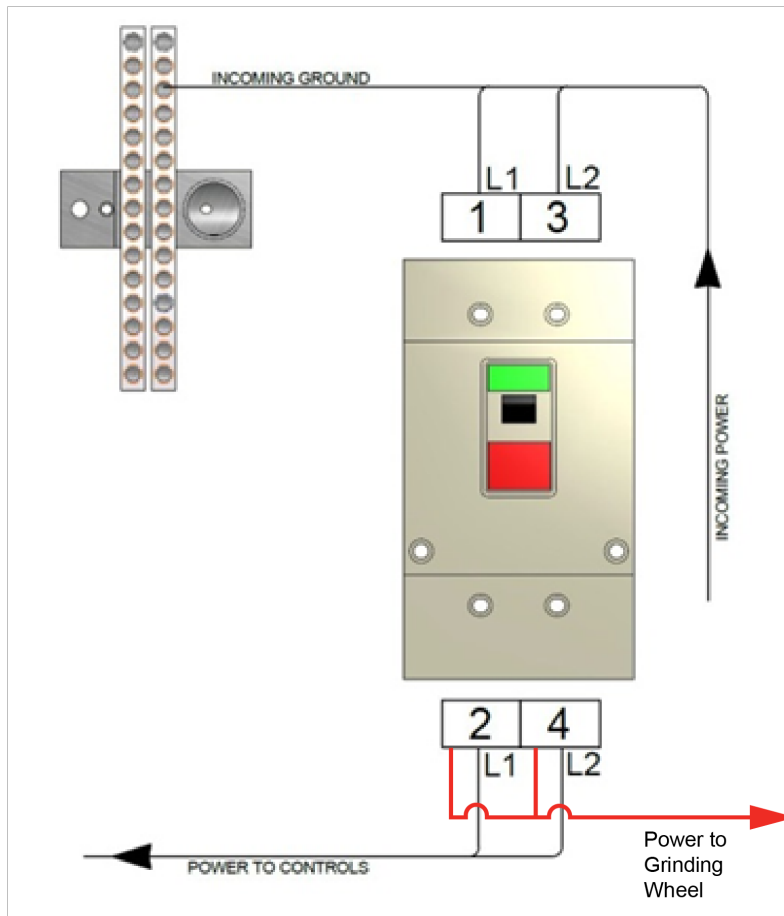 INCOMING GROUND
L1 L2
1 3
INCOMING POWER
2 4
L1 L2
POWER TO CONTROLS
Power to
Grinding
Wheel